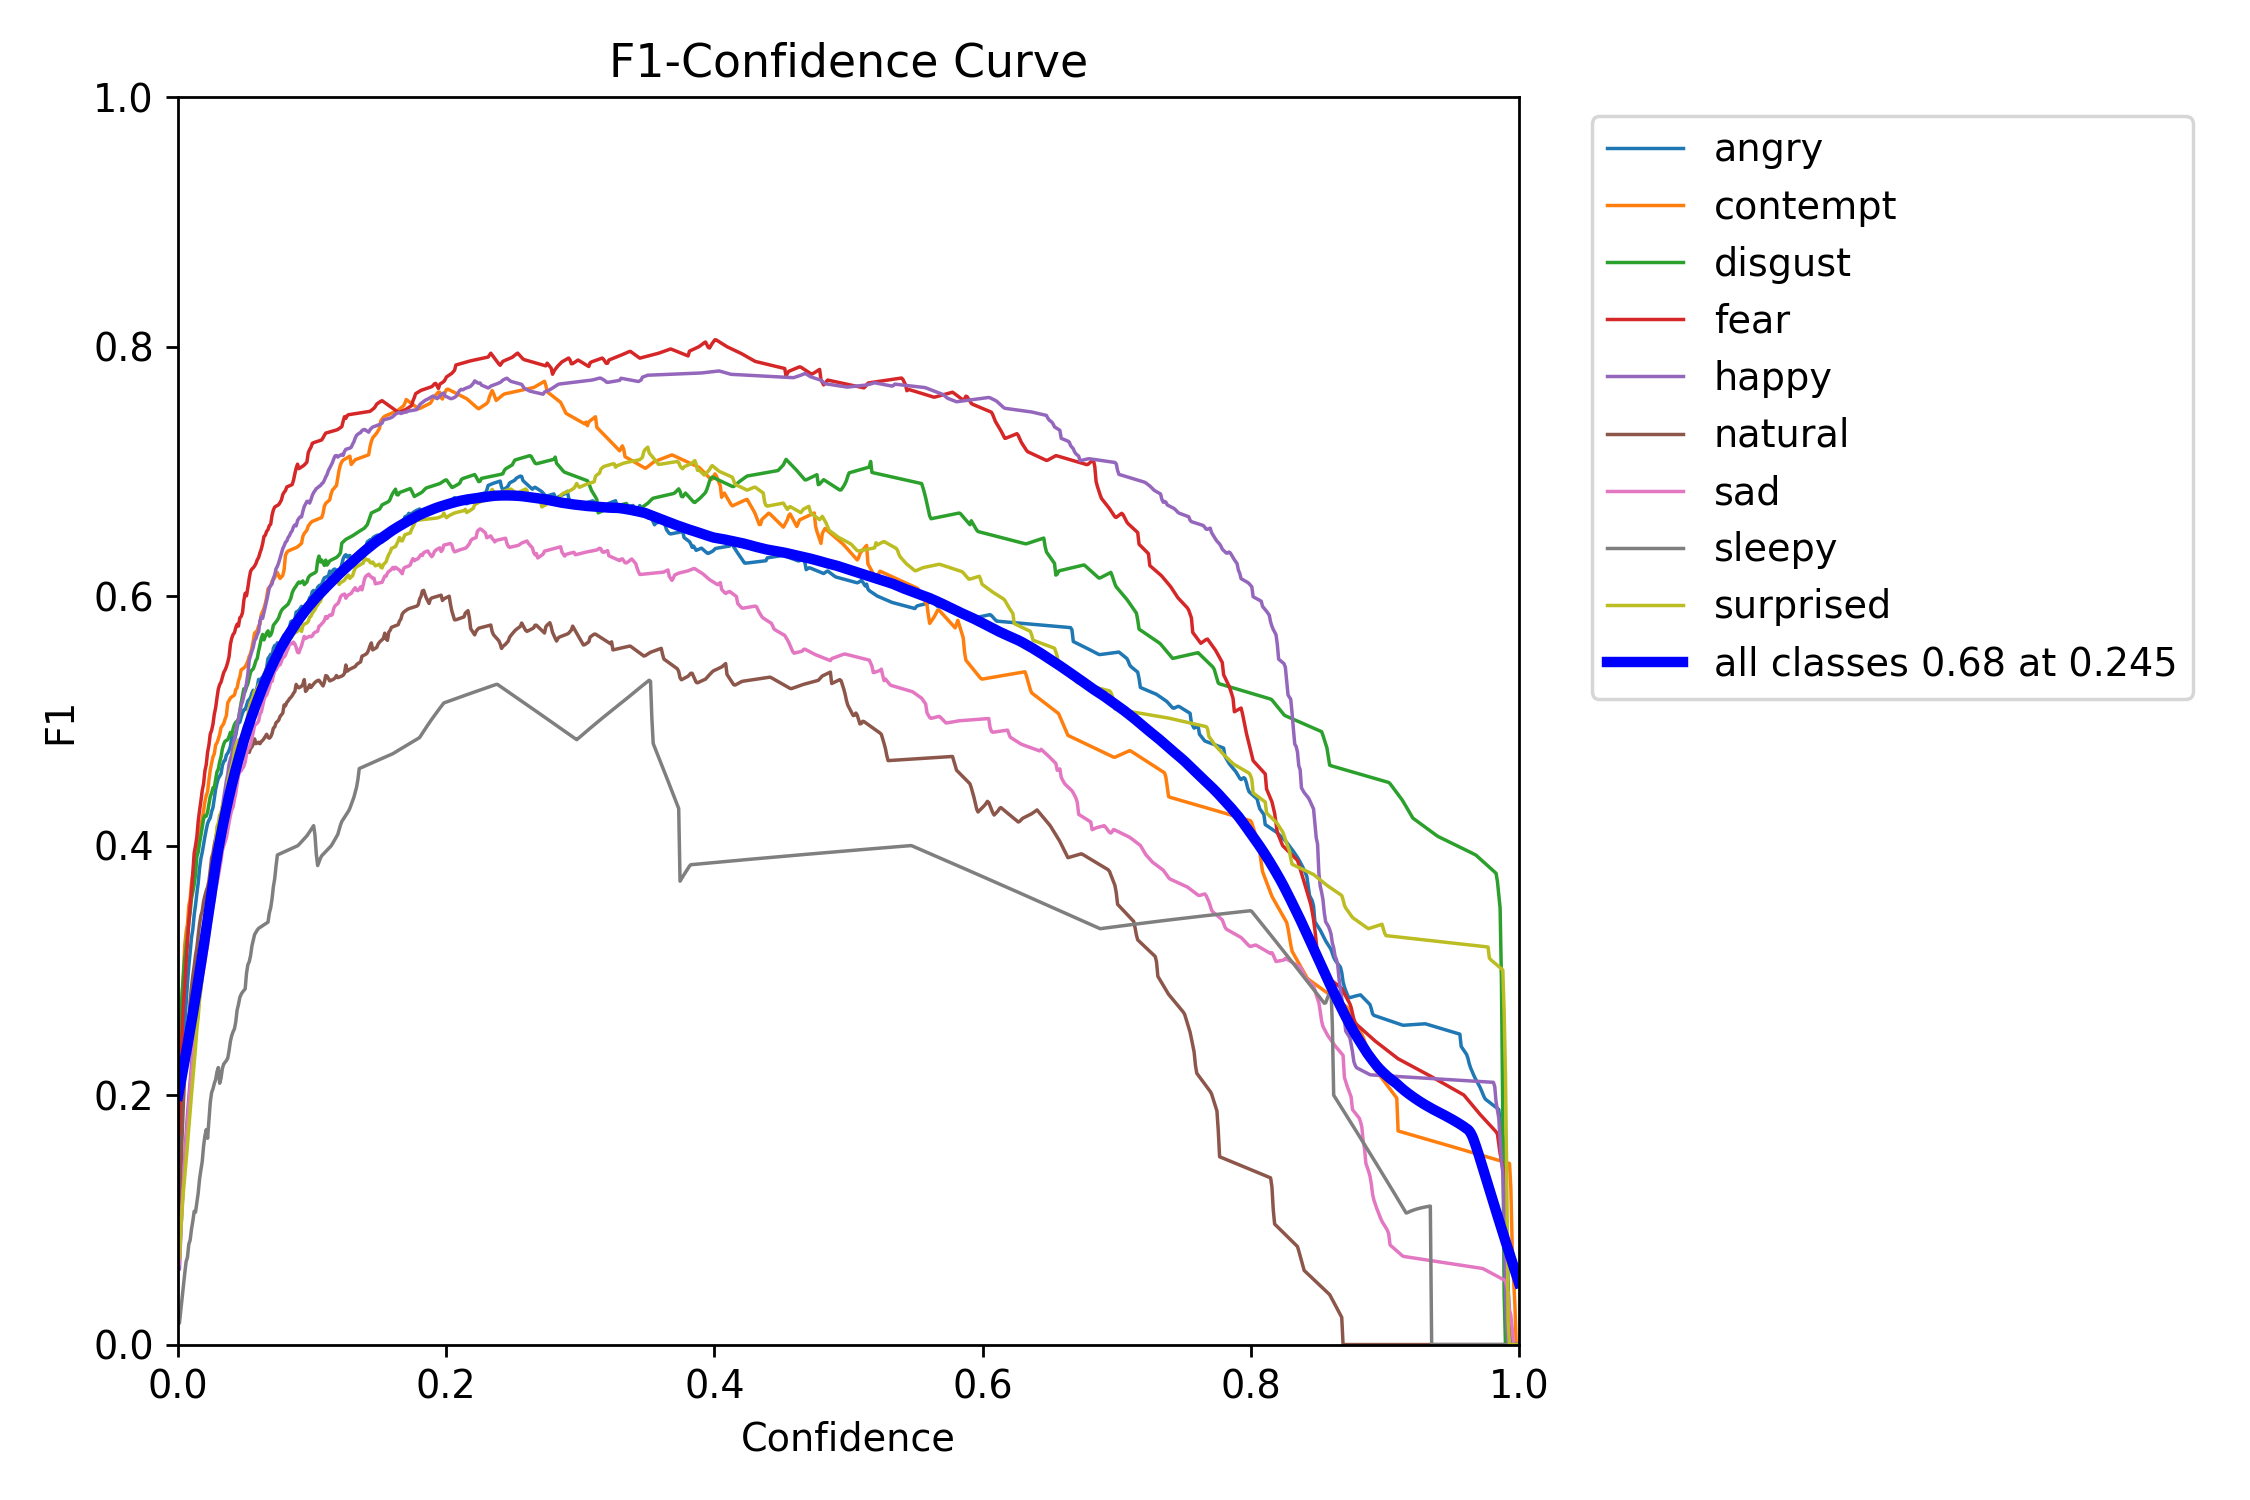 F1-Confidence Curve
1.0
0.8
0.6
0.4
0.2
0.0
F1
0.0 0.2 0.4 0.6 0.8 1.0
Confidence
angry
contempt
disgust
fear
happy
natural
sad
sleepy
surprised
all classes 0.68 at 0.245